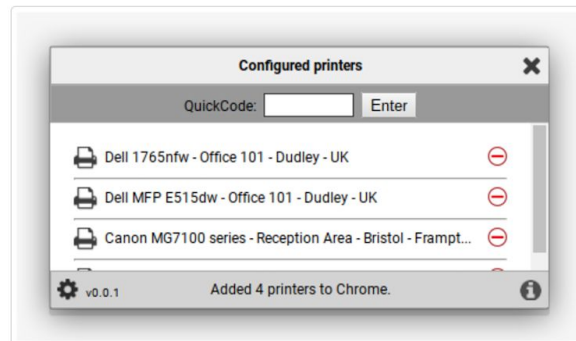 Configured printers
QuickCode: Enter
Dell 1765nfw - Office 101 - Dudley - UK
Dell MFP E515dw - Office 101 - Dudley - UK
Canon MG7100 series - Reception Area - Bristol - Frampt...
v0.0.1 Added 4 printers to Chrome.